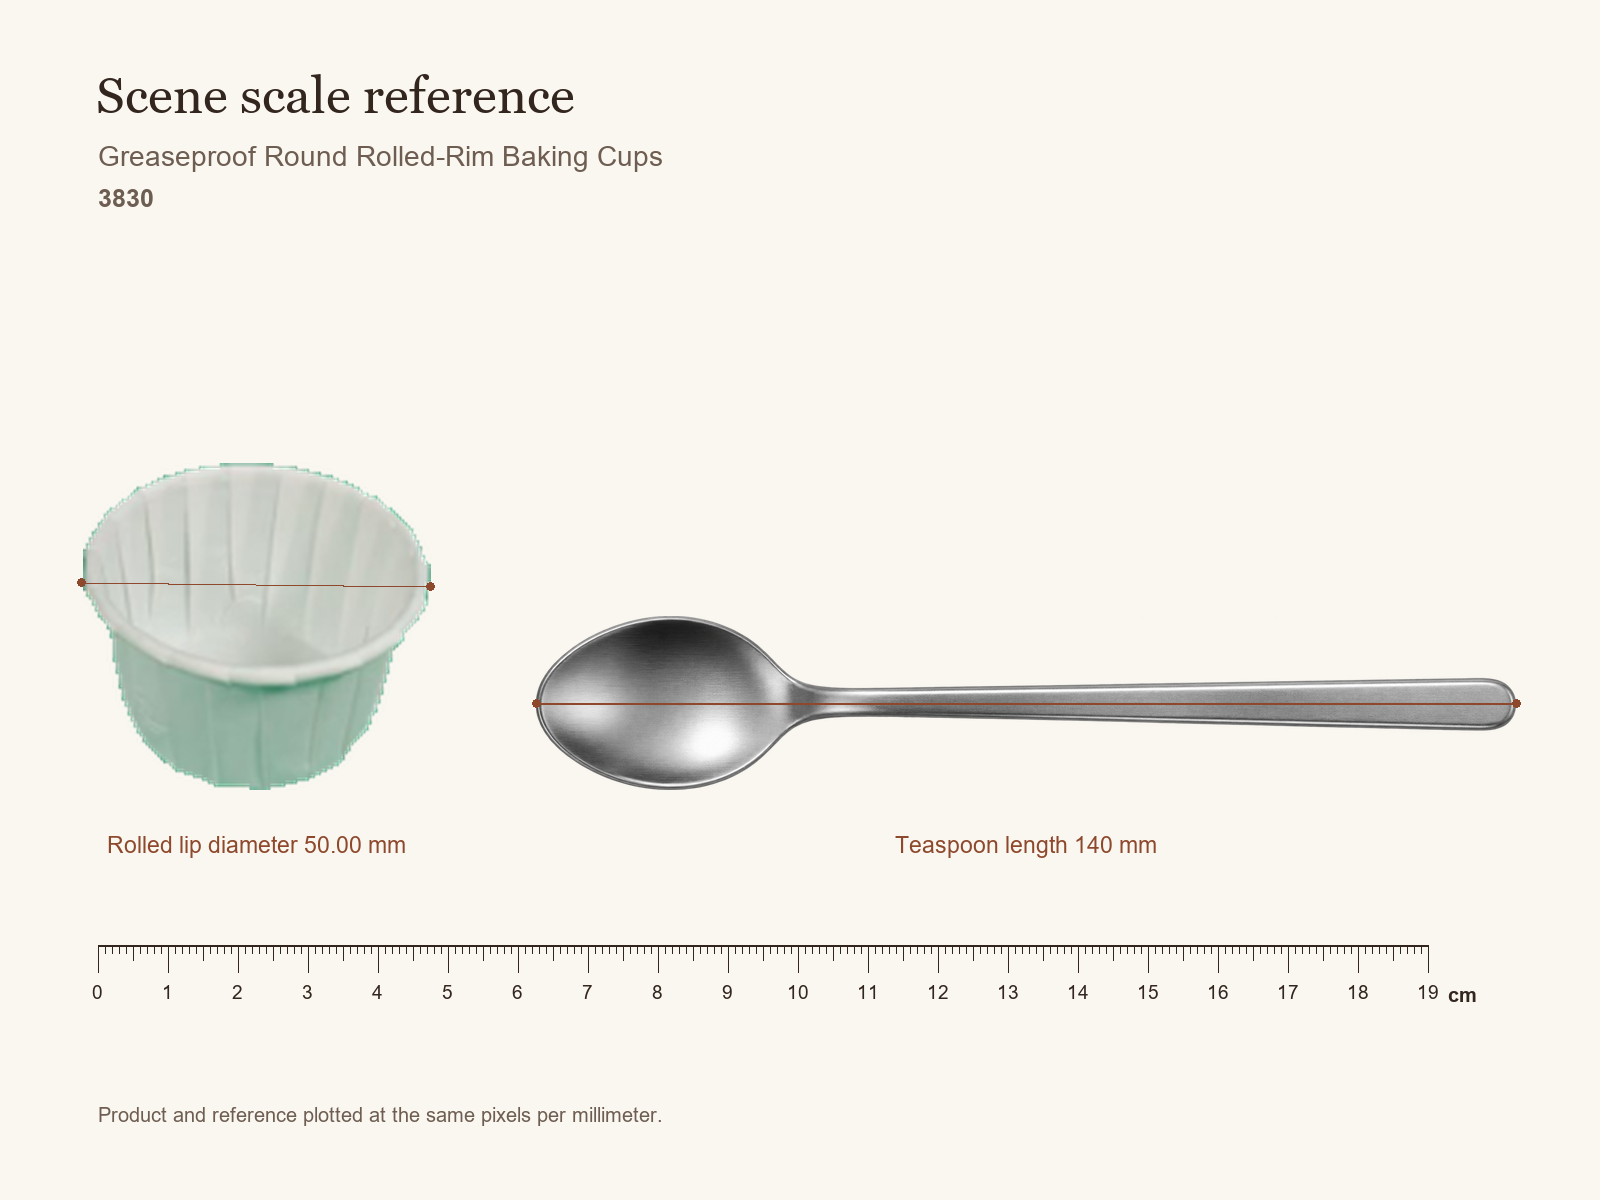 Scene scale reference
Greaseproof Round Rolled-Rim Baking Cups
3830
Rolled lip diameter 50.00 mm
Teaspoon length 140 mm
0 1 2 3 4 5 6 7 8 9 10 11 12 13 14 15 16 17 18 19 cm
Product and reference plotted at the same pixels per millimeter.